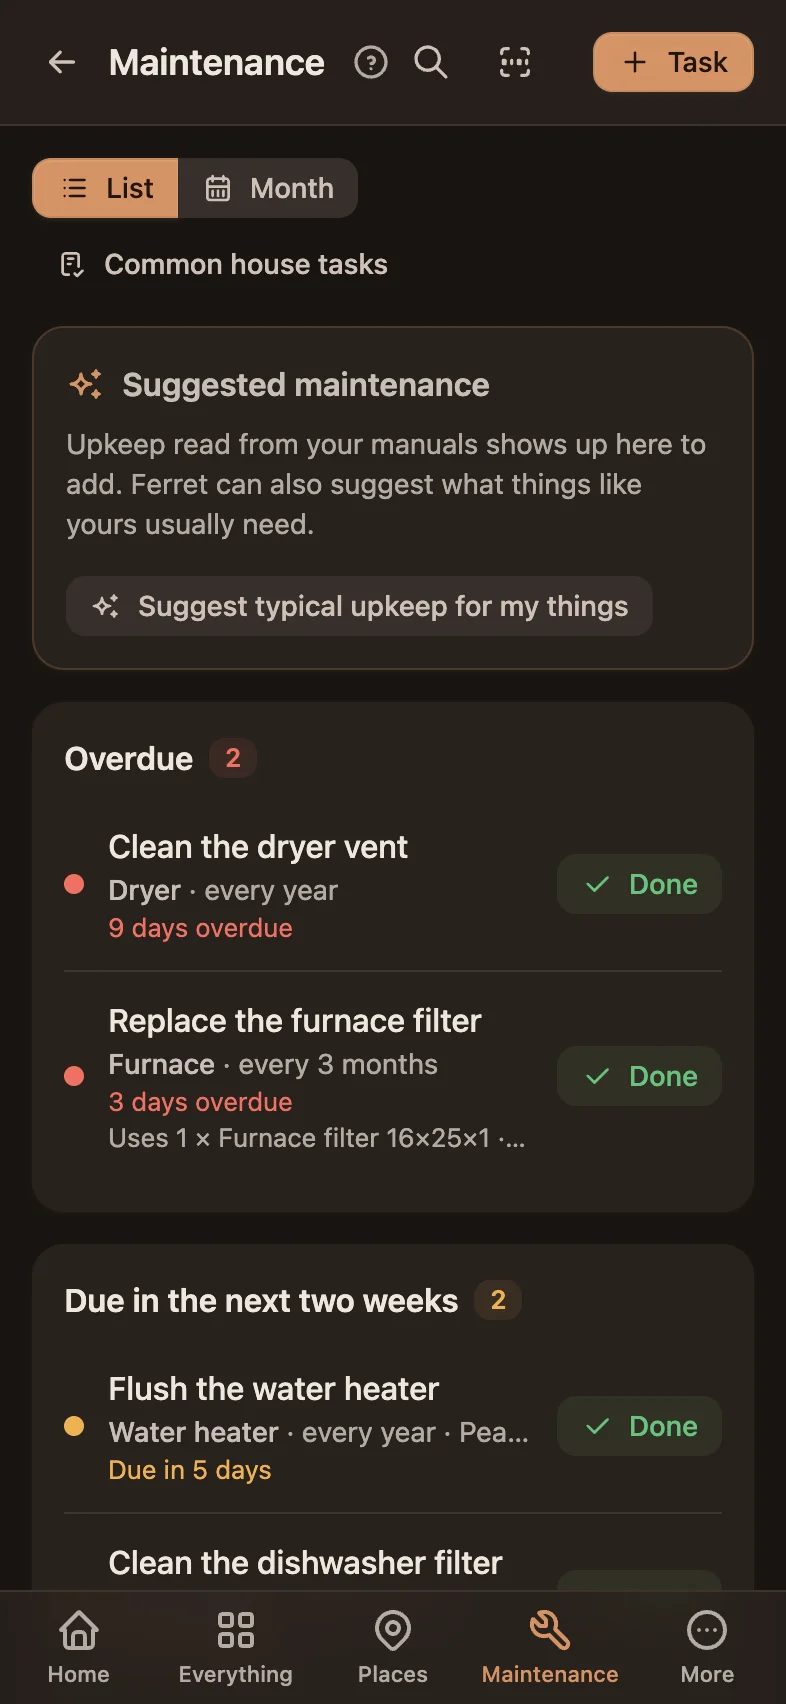 Maintenance
+ Task
List
Month
Common house tasks
Suggested maintenance
Upkeep read from your manuals shows up here to
add. Ferret can also suggest what things like
yours usually need.
Suggest typical upkeep for my things
Overdue 2
Clean the dryer vent
Dryer · every year
9 days overdue
Done
Replace the furnace filter
Furnace · every 3 months
3 days overdue
Uses 1 × Furnace filter 16×25×1 ·...
Done
Due in the next two weeks 2
Flush the water heater
Water heater · every year · Pea...
Due in 5 days
Done
Clean the dishwasher filter
Home
Everything
Places
Maintenance
More